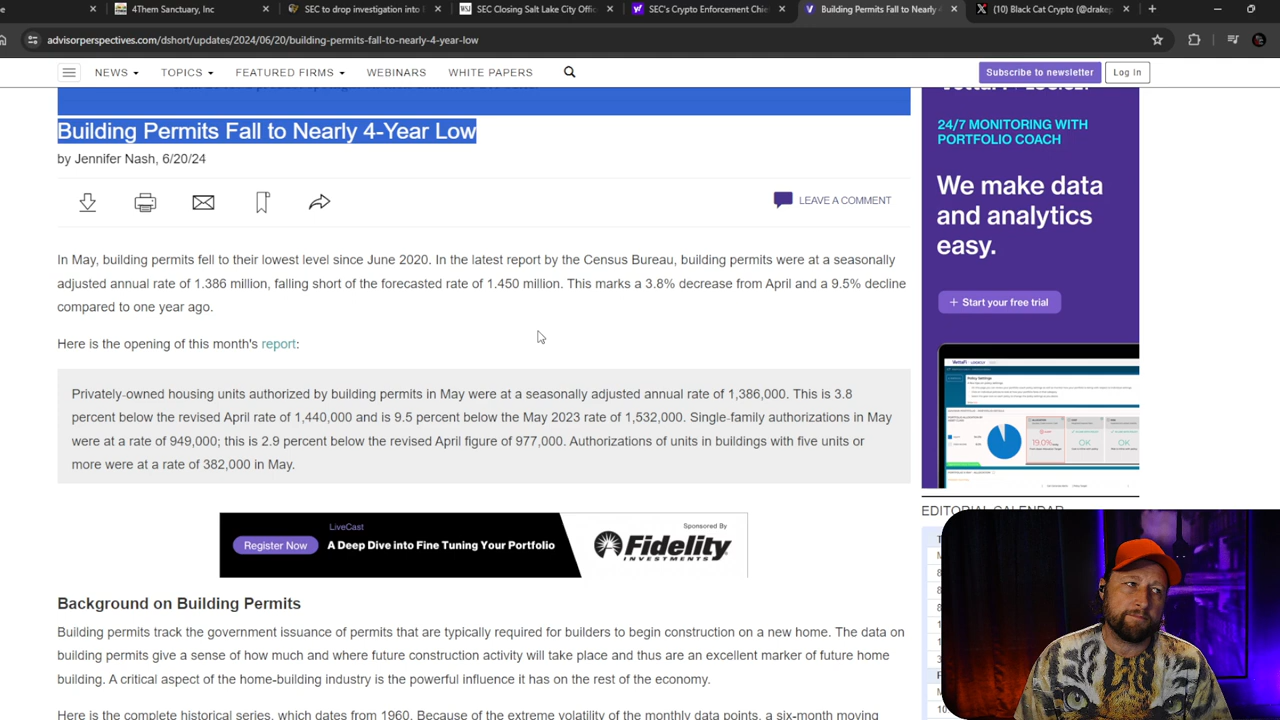 4Them Sanctuary, Inc
SEC to drop investigation into
SEC Closing Salt Lake City Offi
SEC's Crypto Enforcement Chie
Building Permits Fall to Nearly 4-
(10) Black Cat Crypto (@drake
advisorperspectives.com/dshort/updates/2024/06/20/building-permits-fall-to-nearly-4-year-low
NEWS TOPICS FEATURED FIRMS WEBINARS WHITE PAPERS
Subscribe to newsletter Log In
Building Permits Fall to Nearly 4-Year Low
by Jennifer Nash, 6/20/24
LEAVE A COMMENT
In May, building permits fell to their lowest level since June 2020. In the latest report by the Census Bureau, building permits were at a seasonally
adjusted annual rate of 1.386 million, falling short of the forecasted rate of 1.450 million. This marks a 3.8% decrease from April and a 9.5% decline
compared to one year ago.
Here is the opening of this month's report:
Privately-owned housing units authorized by building permits in May were at a seasonally adjusted annual rate of 1,386,000. This is 3.8
percent below the revised April rate of 1,440,000 and is 9.5 percent below the May 2023 rate of 1,532,000. Single-family authorizations in May
were at a rate of 949,000; this is 2.9 percent below the revised April figure of 977,000. Authorizations of units in buildings with five units or
more were at a rate of 382,000 in May.
LiveCast
Register Now
A Deep Dive into Fine Tuning Your Portfolio
Sponsored By
Fidelity
INVESTMENTS
Background on Building Permits
Building permits track the government issuance of permits that are typically required for builders to begin construction on a new home. The data on
building permits give a sense of how much and where future construction activity will take place and thus are an excellent marker of future home
building. A critical aspect of the home-building industry is the powerful influence it has on the rest of the economy.
Here is the complete historical series, which dates from 1960. Because of the extreme volatility of the monthly data points, a six-month moving
24/7 MONITORING WITH
PORTFOLIO COACH
We make data
and analytics
easy.
+ Start your free trial
19.0%
OK
OK
EDITORIAL CALENDAR